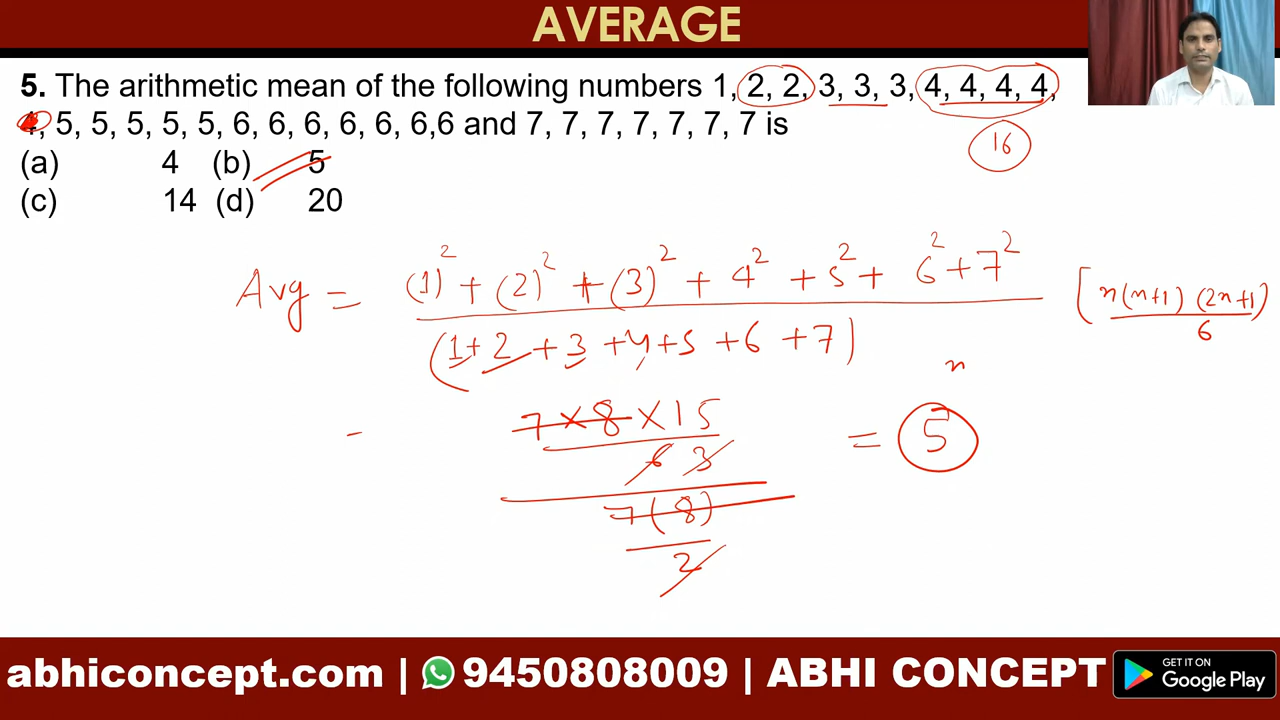 AVERAGE
5. The arithmetic mean of the following numbers 1, 2, 2, 3, 3, 3, 4, 4, 4, 4,
4, 5, 5, 5, 5, 5, 6, 6, 6, 6, 6, 6,6 and 7, 7, 7, 7, 7, 7, 7 is
16
(a) 4 (b) 5
(c) 14 (d) 20
Avg = (1)² + (2)² + (3)² + 4² + 5² + 6² + 7² [n(n+1) (2n+1)
6
(1+2+3+4+5+6+7)
n
= 7×8×15 = 5
6 3
7(8)
2
abhiconcept.com | 9450808009 | ABHI CONCEPT
GET IT ON
Google Play